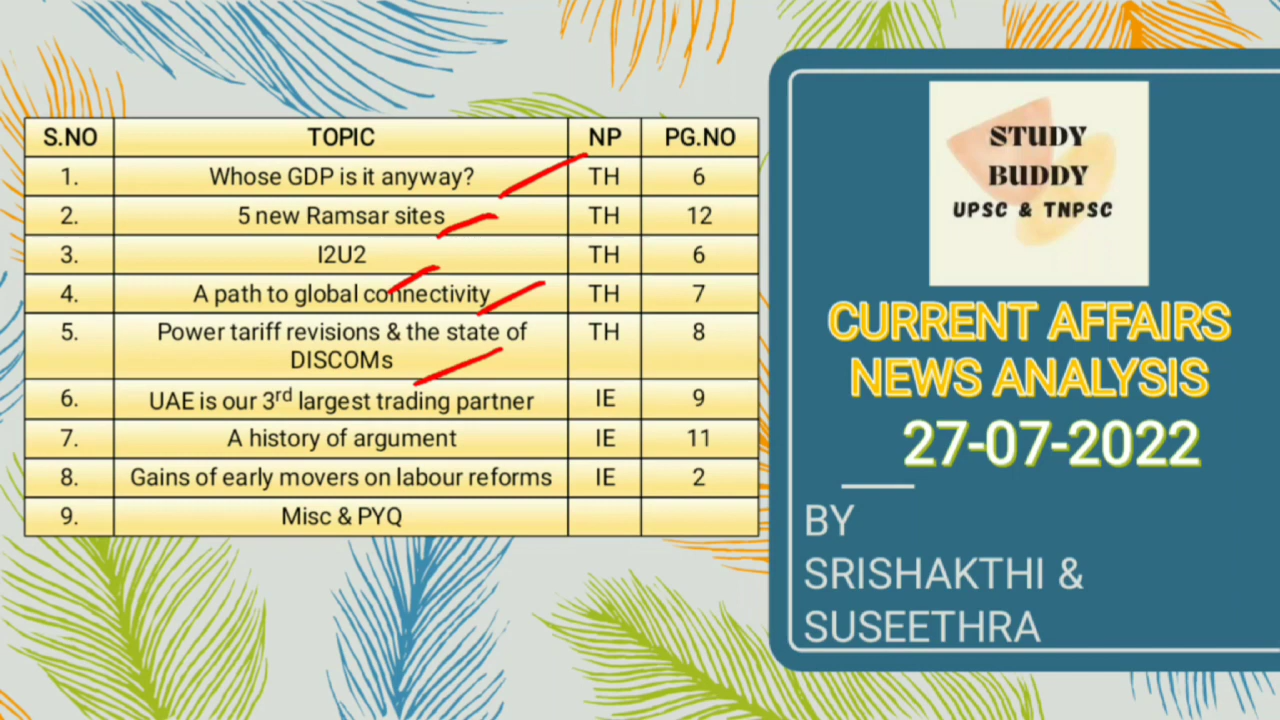 S.NO TOPIC NP PG.NO
1. Whose GDP is it anyway? TH 6
2. 5 new Ramsar sites TH 12
3. I2U2 TH 6
4. A path to global connectivity TH 7
5. Power tariff revisions & the state of TH 8
DISCOMs
6. UAE is our 3rd largest trading partner IE 9
7. A history of argument IE 11
8. Gains of early movers on labour reforms IE 2
9. Misc & PYQ
STUDY
BUDDY
UPSC & TNPSC
CURRENT AFFAIRS
NEWS ANALYSIS
27-07-2022
BY
SRISHAKTHI &
SUSEETHRA